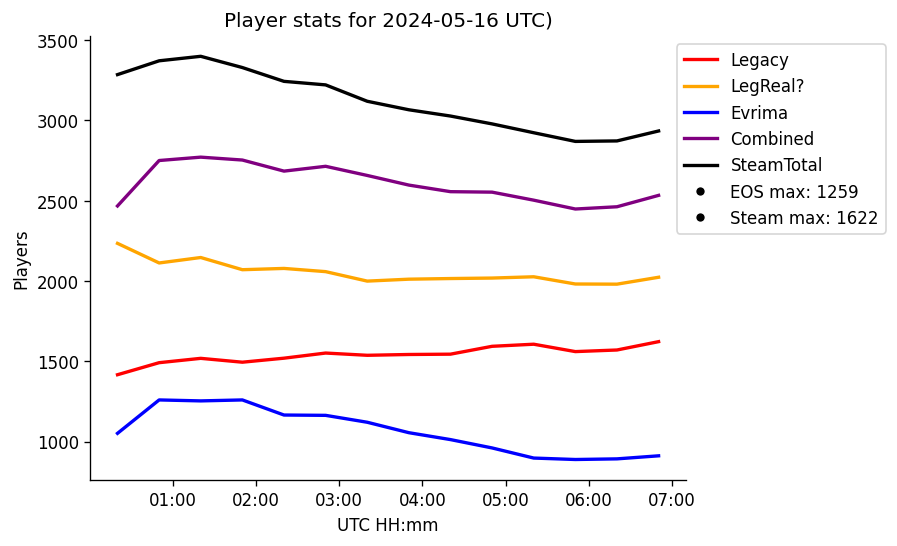 Player stats for 2024-05-16 UTC)
3500
3000
2500
2000
1500
1000
Players
01:00 02:00 03:00 04:00 05:00 06:00 07:00
UTC HH:mm
Legacy
LegReal?
Evrima
Combined
SteamTotal
EOS max: 1259
Steam max: 1622